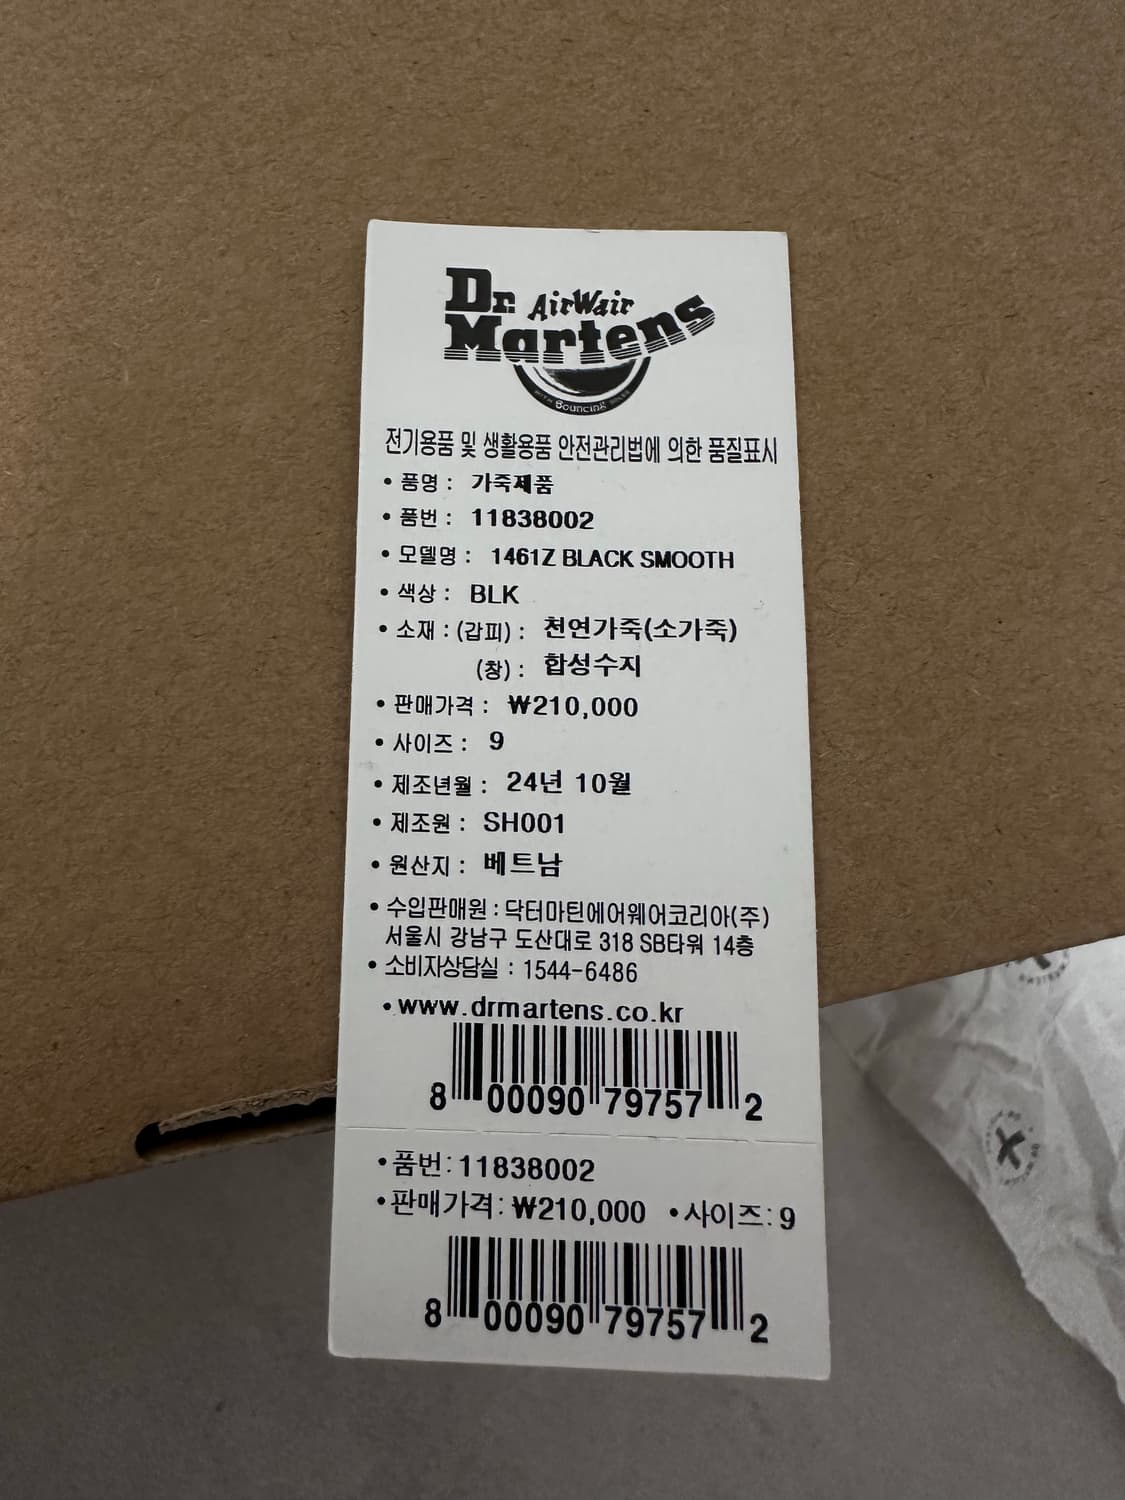 Dr. AirWair
Martens
WITH Bouncing SOLES
전기용품 및 생활용품 안전관리법에 의한 품질표시
• 품명 : 가죽제품
• 품번 : 11838002
• 모델명 : 1461Z BLACK SMOOTH
• 색상 : BLK
• 소재 : (갑피) : 천연가죽(소가죽)
(창) : 합성수지
• 판매가격 : ₩210,000
• 사이즈 : 9
• 제조년월 : 24년 10월
• 제조원 : SH001
• 원산지 : 베트남
• 수입판매원 : 닥터마틴에어웨어코리아(주)
서울시 강남구 도산대로 318 SB타워 14층
• 소비자상담실 : 1544-6486
• www.drmartens.co.kr
8 00090 79757 2
• 품번: 11838002
• 판매가격: ₩210,000 • 사이즈: 9
8 00090 79757 2